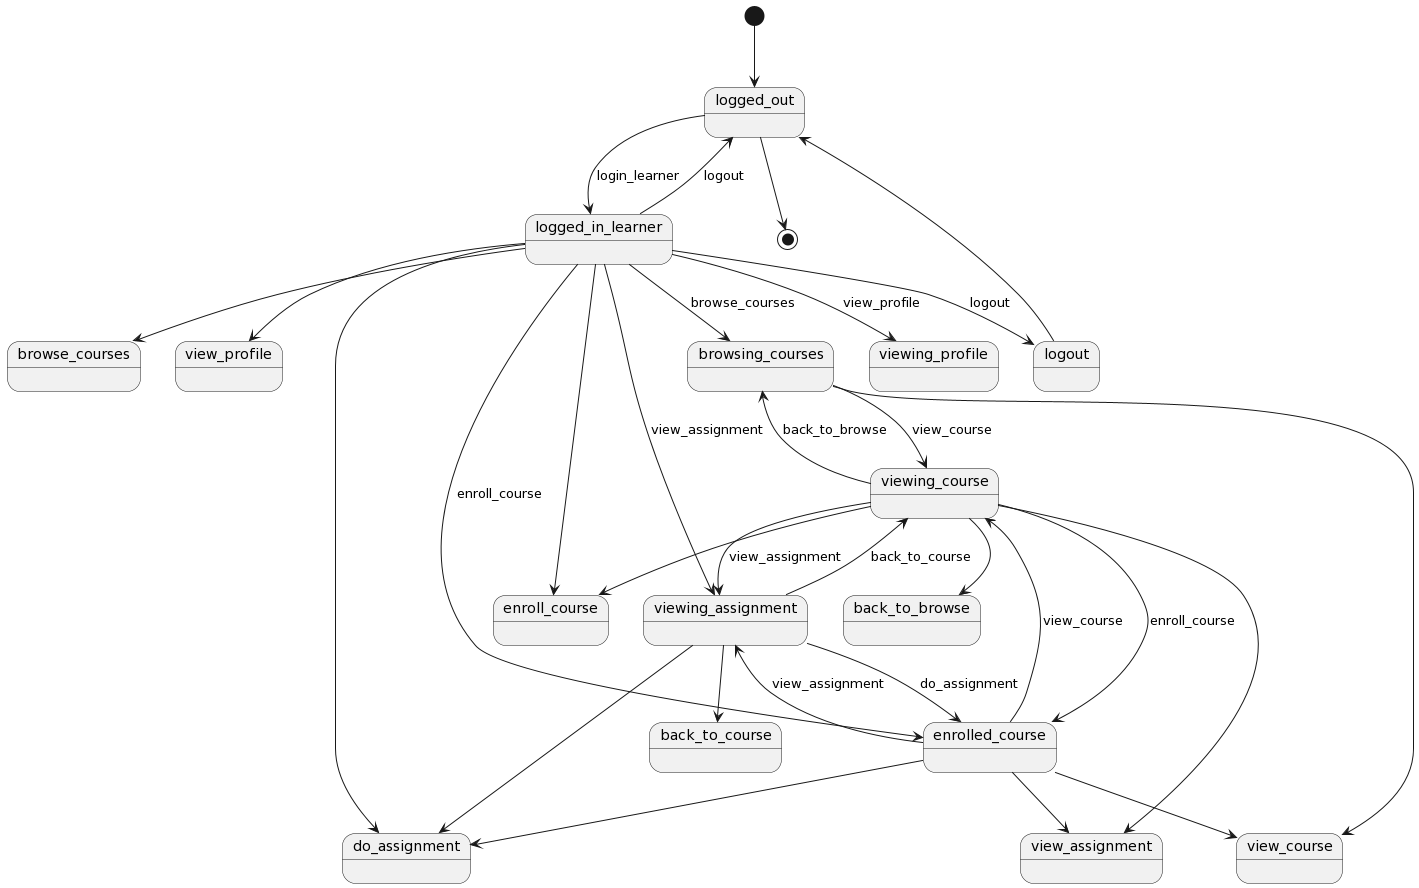 logged_out
login_learner
logout
logged_in_learner
browse_courses
view_profile
logout
browse_courses
view_profile
browsing_courses
viewing_profile
logout
view_assignment
back_to_browse
view_course
viewing_course
enroll_course
view_assignment
back_to_course
enroll_course
viewing_assignment
back_to_browse
view_course
enroll_course
view_assignment
do_assignment
back_to_course
enrolled_course
do_assignment
view_assignment
view_course